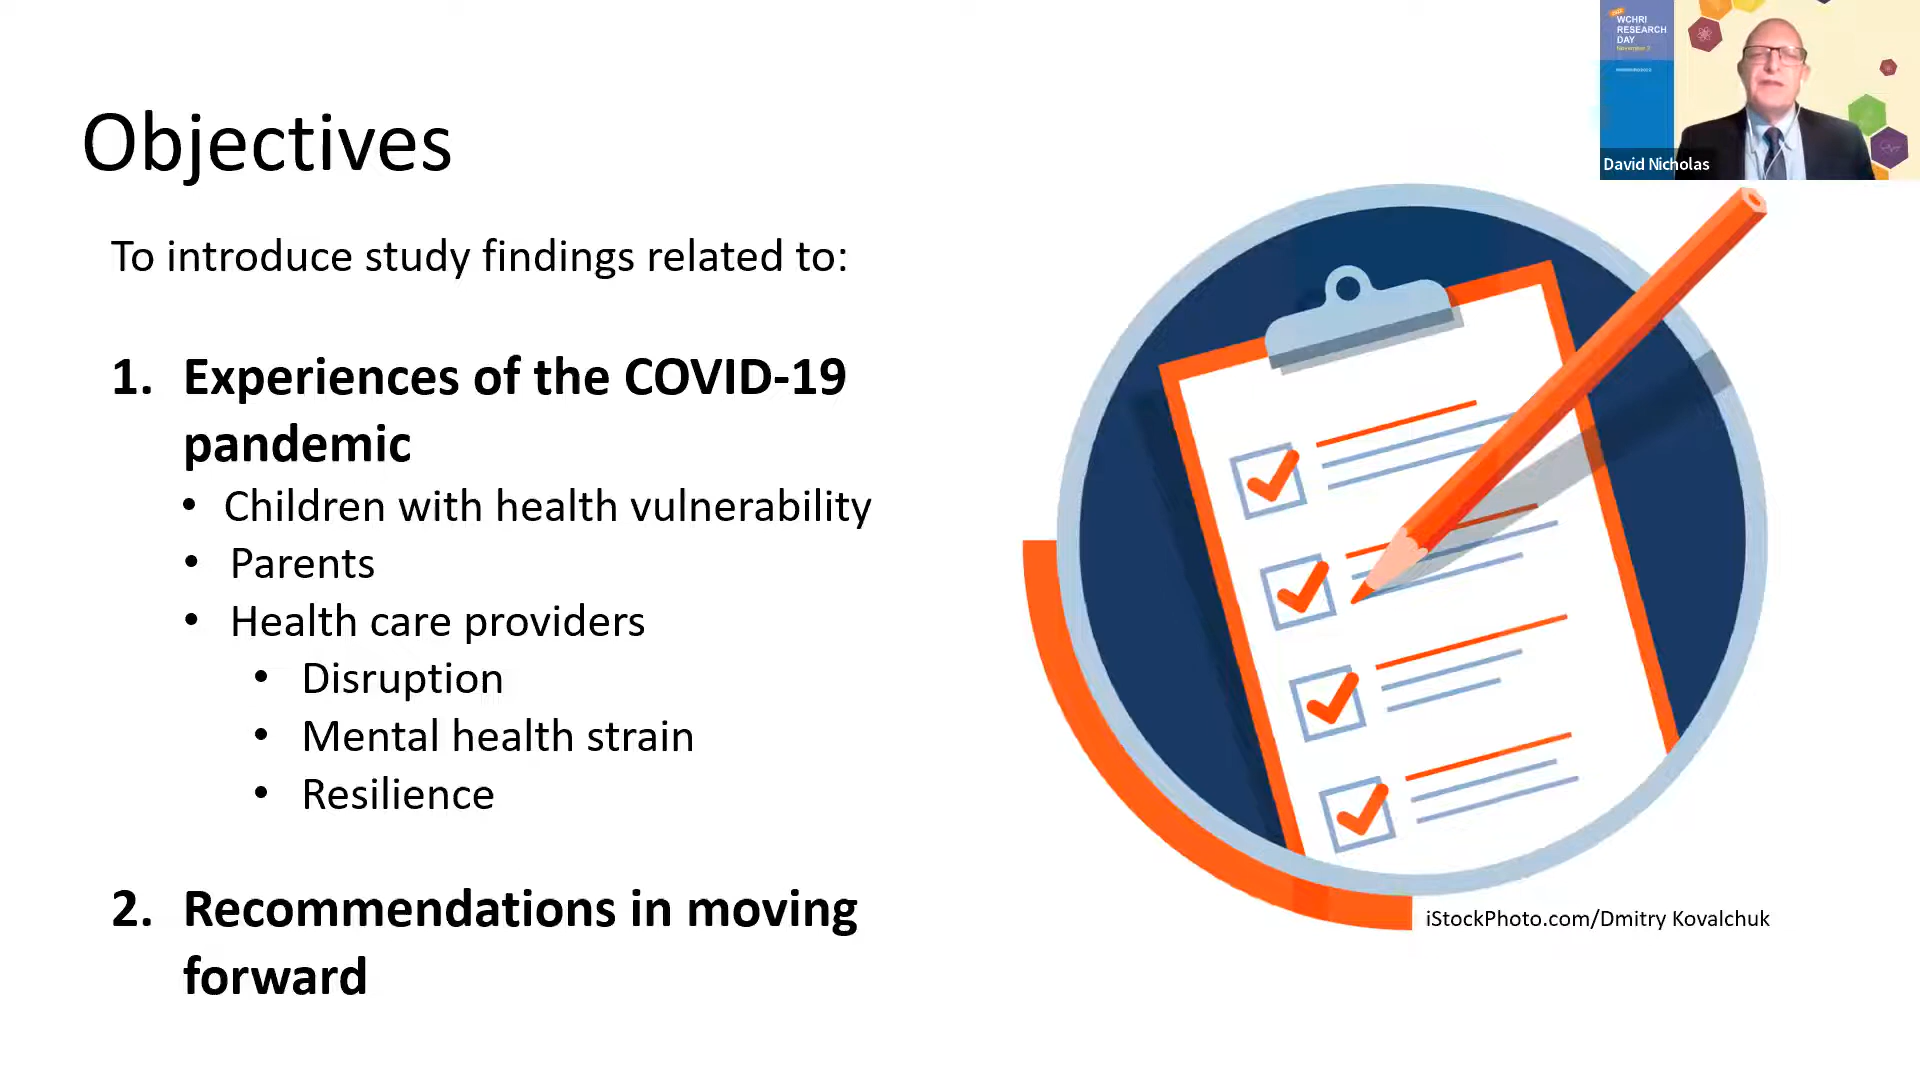 Objectives
To introduce study findings related to:
1. Experiences of the COVID-19
pandemic
• Children with health vulnerability
• Parents
• Health care providers
• Disruption
• Mental health strain
• Resilience
2. Recommendations in moving
forward
iStockPhoto.com/Dmitry Kovalchuk
WCHRI
RESEARCH
DAY
November 2
David Nicholas